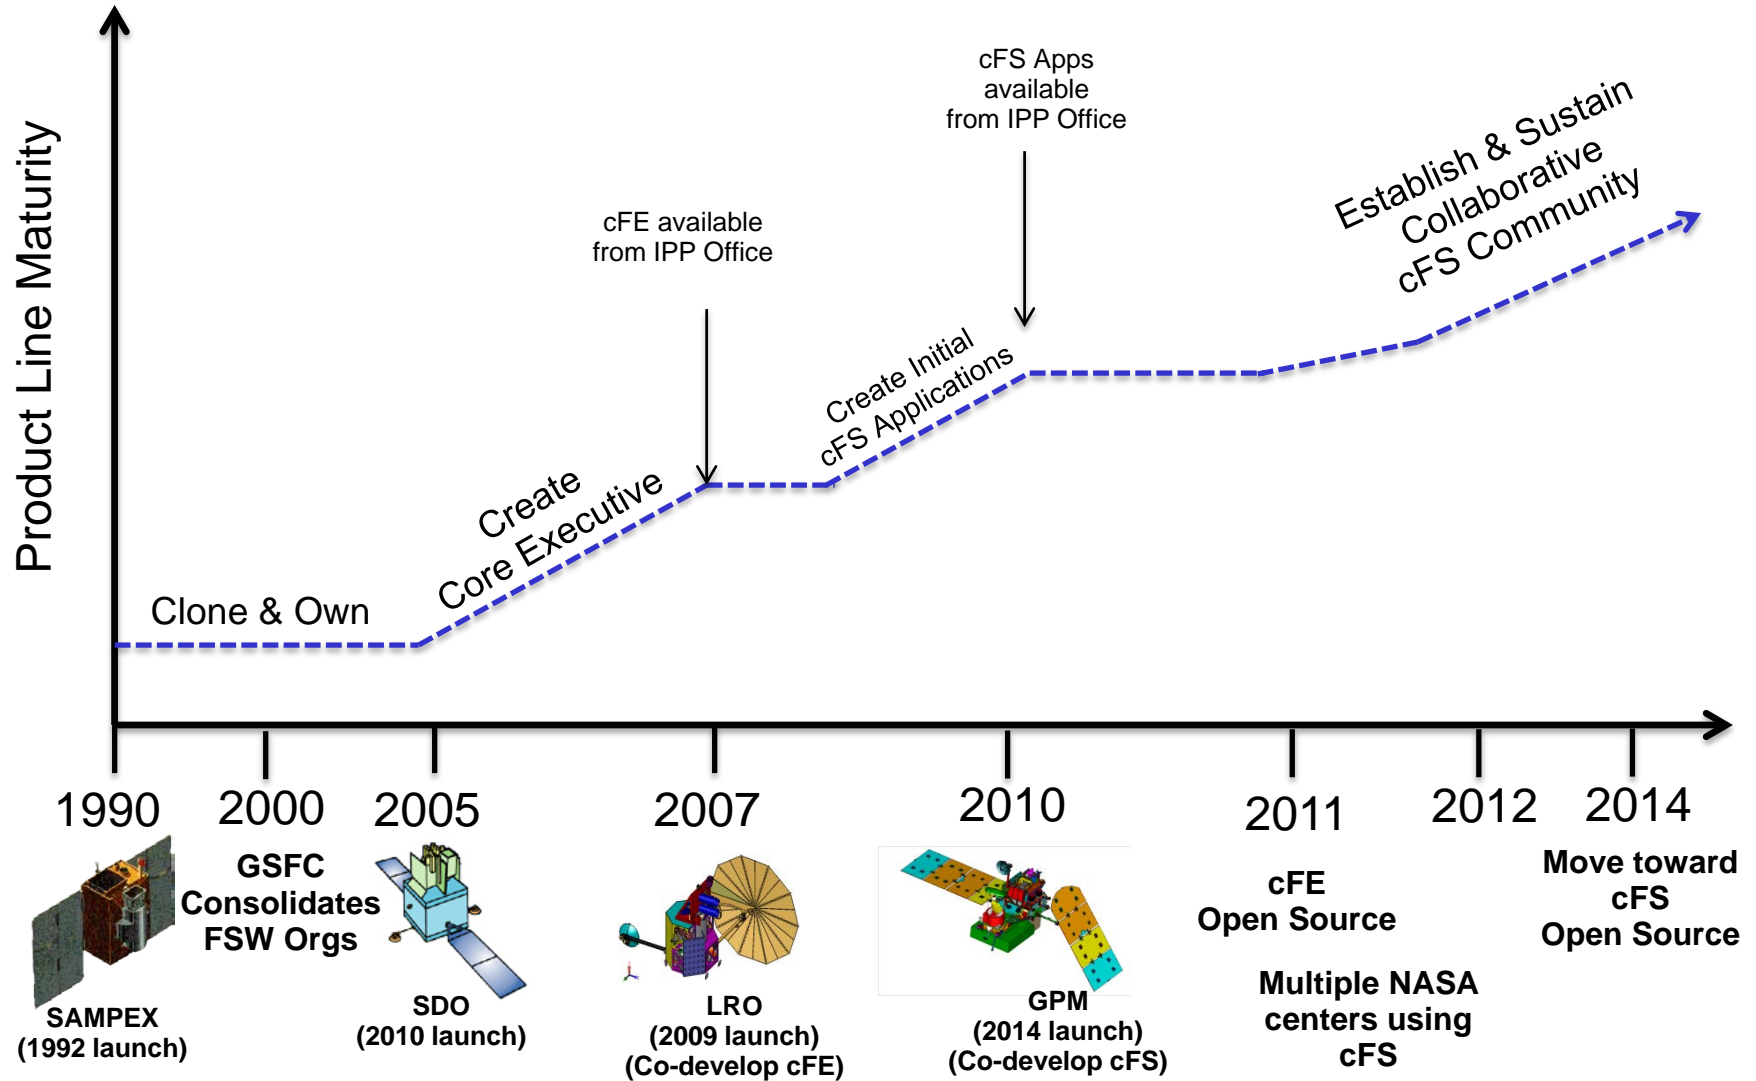 Product Line Maturity
cFS Apps
available
from IPP Office
cFE available
from IPP Office
Establish & Sustain
Collaborative
cFS Community
Create Initial
cFS Applications
Create
Core Executive
Clone & Own
1990
2000
2005
2007
2010
2011
2012
2014
SAMPEX
(1992 launch)
GSFC
Consolidates
FSW Orgs
SDO
(2010 launch)
LRO
(2009 launch)
(Co-develop cFE)
GPM
(2014 launch)
(Co-develop cFS)
cFE
Open Source
Multiple NASA
centers using
cFS
Move toward
cFS
Open Source